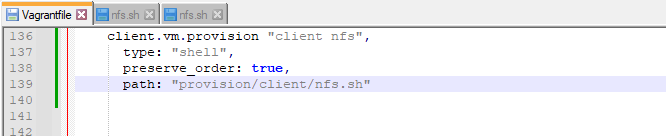 Vagrantfile nfs.sh nfs.sh
136 client.vm.provision "client nfs",
137 type: "shell",
138 preserve_order: true,
139 path: "provision/client/nfs.sh"
140
141
142